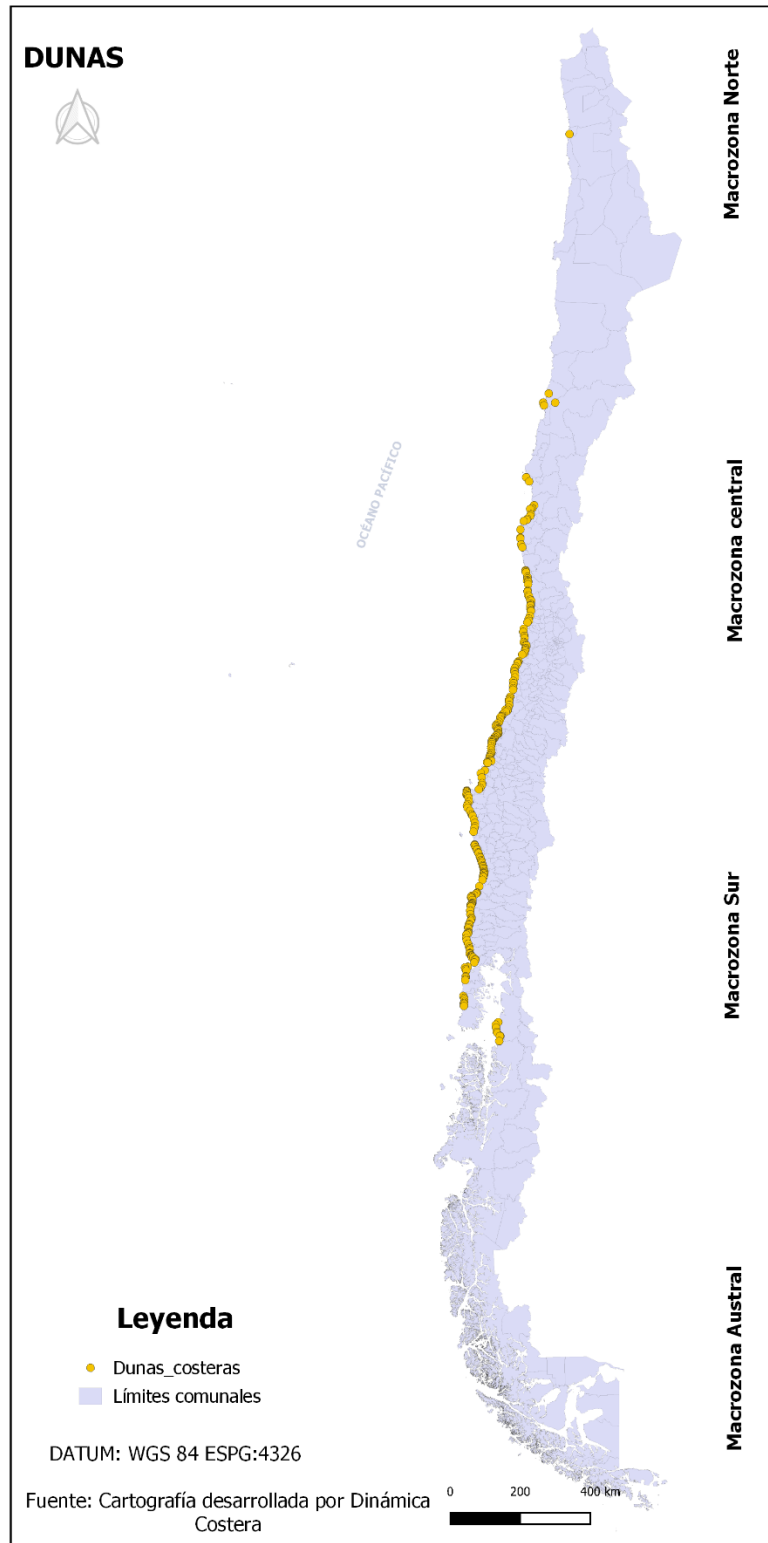 DUNAS
Macrozona Norte
OCÉANO PACÍFICO
Macrozona central
Macrozona Sur
Macrozona Austral
Leyenda
Dunas_costeras
Límites comunales
DATUM: WGS 84 ESPG:4326
Fuente: Cartografía desarrollada por Dinámica
Costera
0 200 400 km